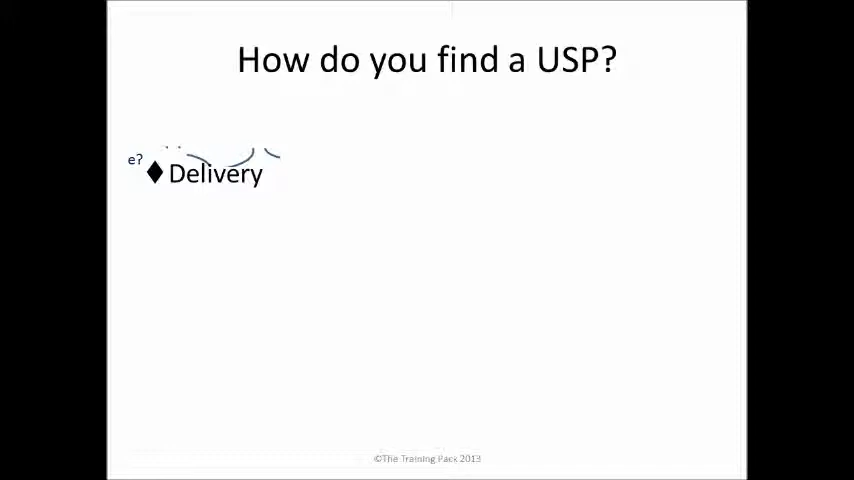 How do you find a USP?
e?
♦ Delivery
©The Training Pack 2013